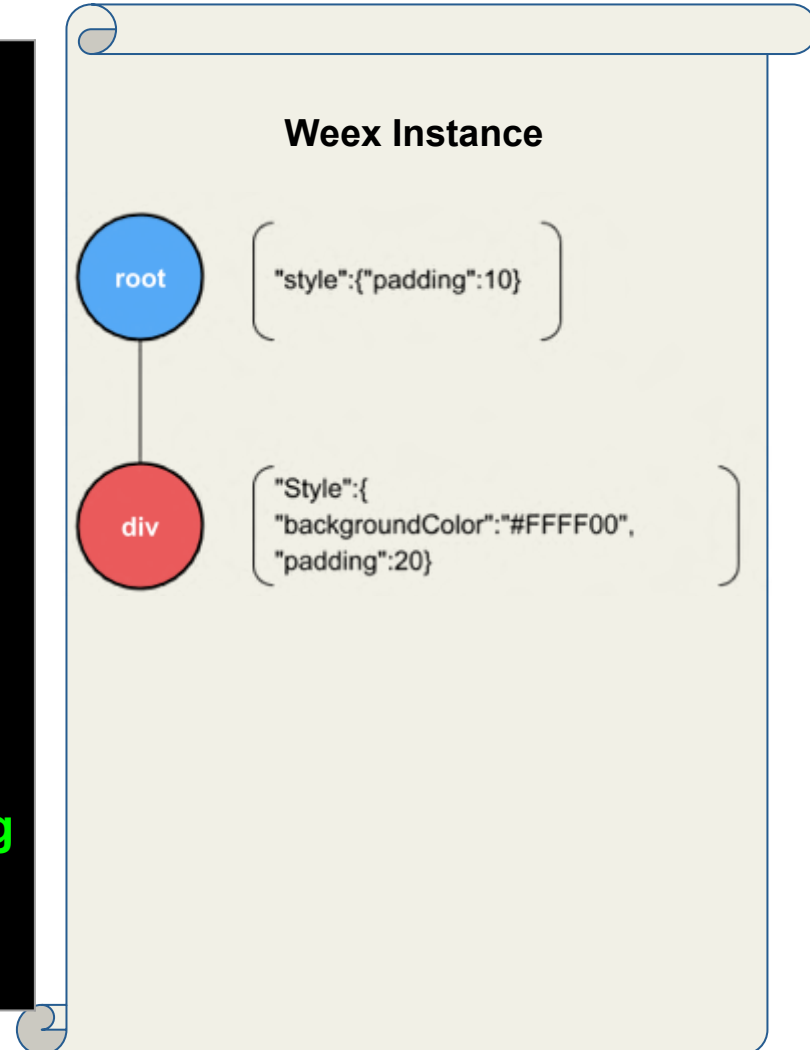 Weex Instance
root
"style":{"padding":10}
div
"Style":{
"backgroundColor":"#FFFF00",
"padding":20}
g